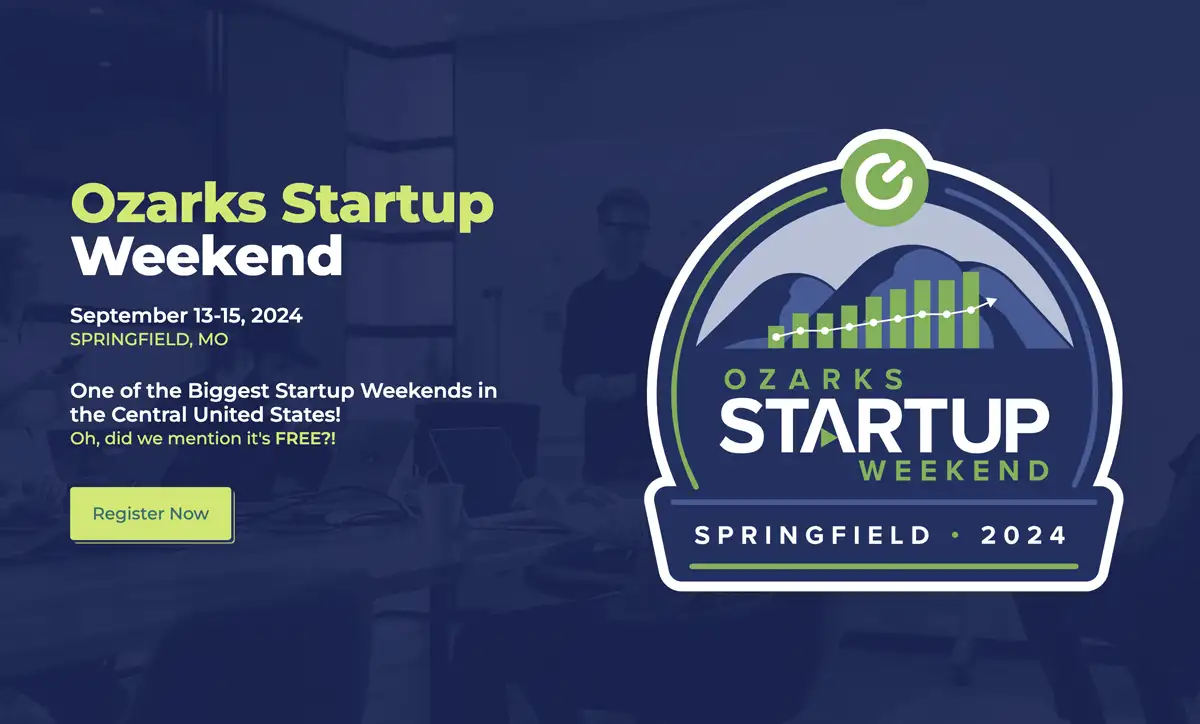 Ozarks Startup
Weekend
September 13-15, 2024
SPRINGFIELD, MO
One of the Biggest Startup Weekends in
the Central United States!
Oh, did we mention it's FREE?!
Register Now
OZARKS
STARTUP
WEEKEND
SPRINGFIELD • 2024